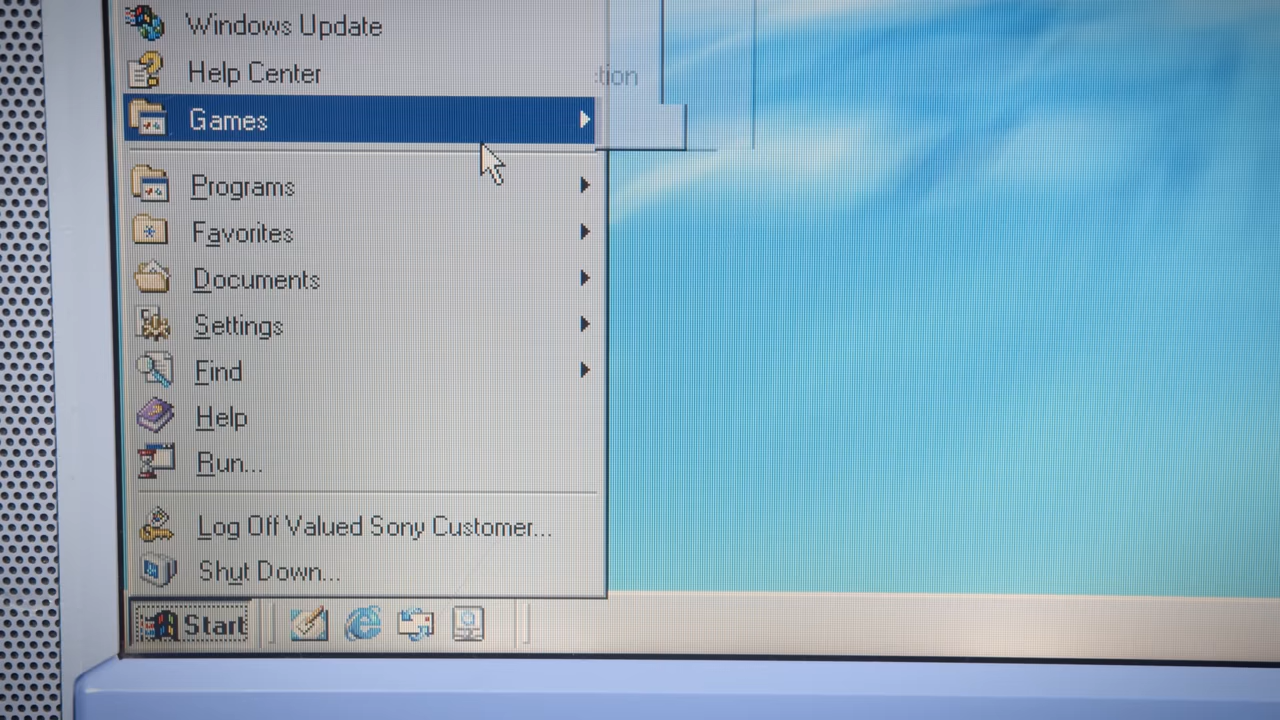 Windows Update
Help Center
tion
Games
Programs
Favorites
Documents
Settings
Find
Help
Run...
Log Off Valued Sony Customer...
Shut Down...
Start